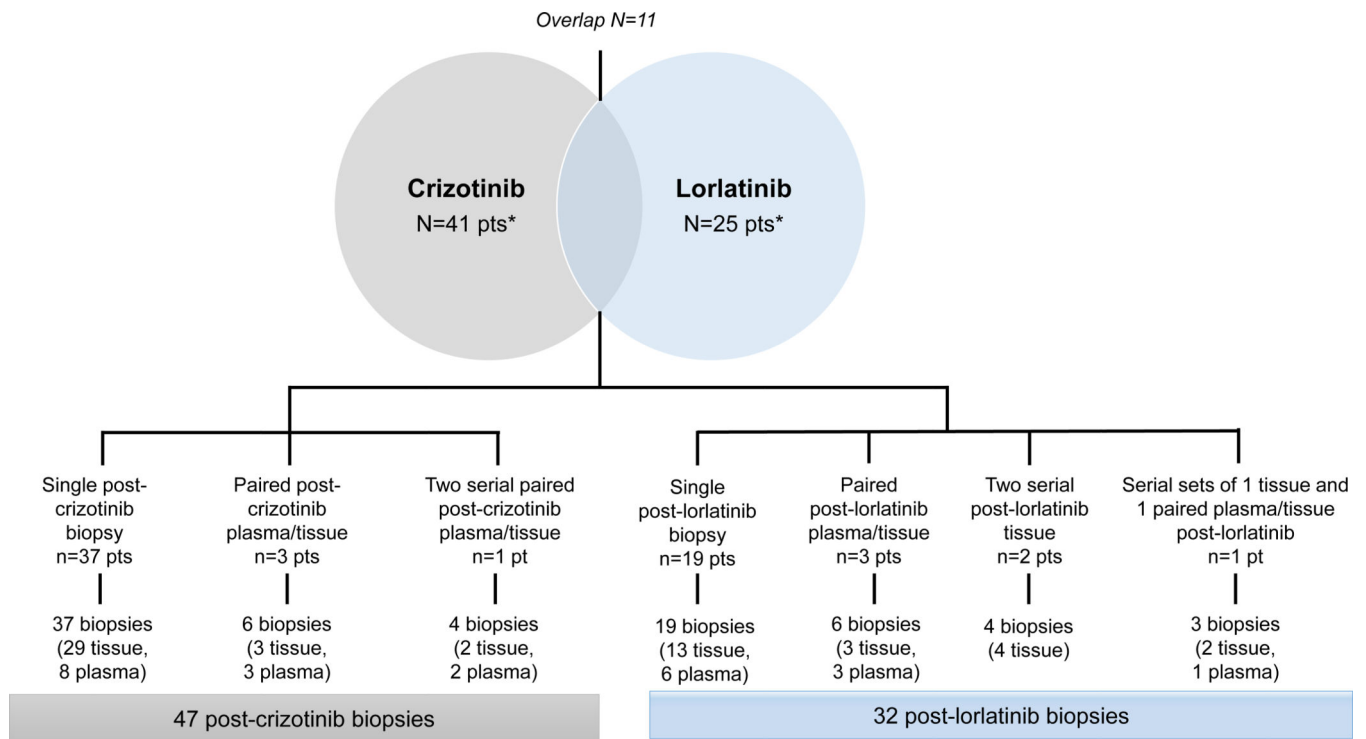 Overlap N=11
Crizotinib
N=41 pts*
Lorlatinib
N=25 pts*
Single post-
crizotinib
biopsy
n=37 pts
Paired post-
crizotinib
plasma/tissue
n=3 pts
Two serial paired
post-crizotinib
plasma/tissue
n=1 pt
Single
post-lorlatinib
biopsy
n=19 pts
Paired
post-lorlatinib
plasma/tissue
n=3 pts
Two serial
post-lorlatinib
tissue
n=2 pts
Serial sets of 1 tissue and
1 paired plasma/tissue
post-lorlatinib
n=1 pt
37 biopsies
(29 tissue,
8 plasma)
6 biopsies
(3 tissue,
3 plasma)
4 biopsies
(2 tissue,
2 plasma)
19 biopsies
(13 tissue,
6 plasma)
6 biopsies
(3 tissue,
3 plasma)
4 biopsies
(4 tissue)
3 biopsies
(2 tissue,
1 plasma)
47 post-crizotinib biopsies
32 post-lorlatinib biopsies